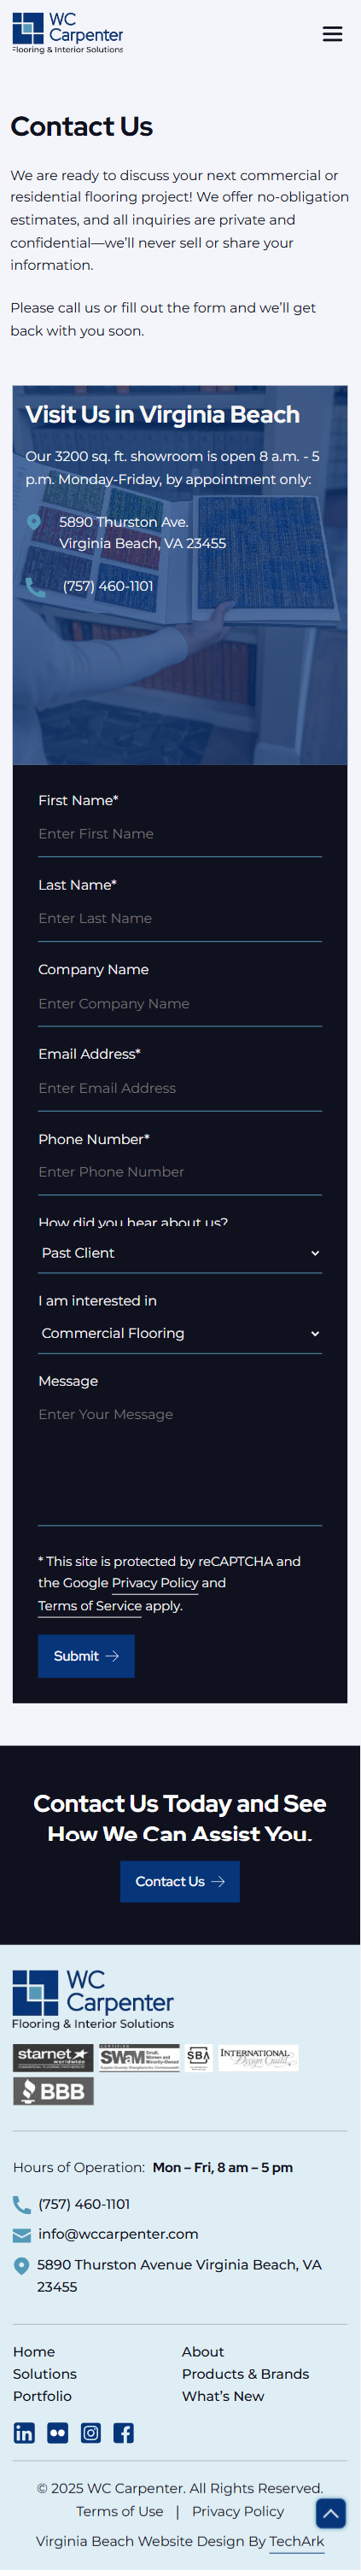 WC
Carpenter
Flooring & Interior Solutions
Contact Us
We are ready to discuss your next commercial or
residential flooring project! We offer no-obligation
estimates, and all inquiries are private and
confidential—we’ll never sell or share your
information.
Please call us or fill out the form and we’ll get
back with you soon.
Visit Us in Virginia Beach
Our 3200 sq. ft. showroom is open 8 a.m. - 5
p.m. Monday-Friday, by appointment only:
5890 Thurston Ave.
Virginia Beach, VA 23455
(757) 460-1101
First Name*
Enter First Name
Last Name*
Enter Last Name
Company Name
Enter Company Name
Email Address*
Enter Email Address
Phone Number*
Enter Phone Number
How did you hear about us?
Past Client
I am interested in
Commercial Flooring
Message
Enter Your Message
* This site is protected by reCAPTCHA and
the Google Privacy Policy and
Terms of Service apply.
Submit
Contact Us Today and See
How We Can Assist You.
Contact Us
WC
Carpenter
Flooring & Interior Solutions
starnet worldwide
SWaM
SBA
INTERNATIONAL Design Guild
BBB
Hours of Operation: Mon – Fri, 8 am – 5 pm
(757) 460-1101
info@wccarpenter.com
5890 Thurston Avenue Virginia Beach, VA
23455
Home About
Solutions Products & Brands
Portfolio What’s New
© 2025 WC Carpenter. All Rights Reserved.
Terms of Use | Privacy Policy
Virginia Beach Website Design By TechArk